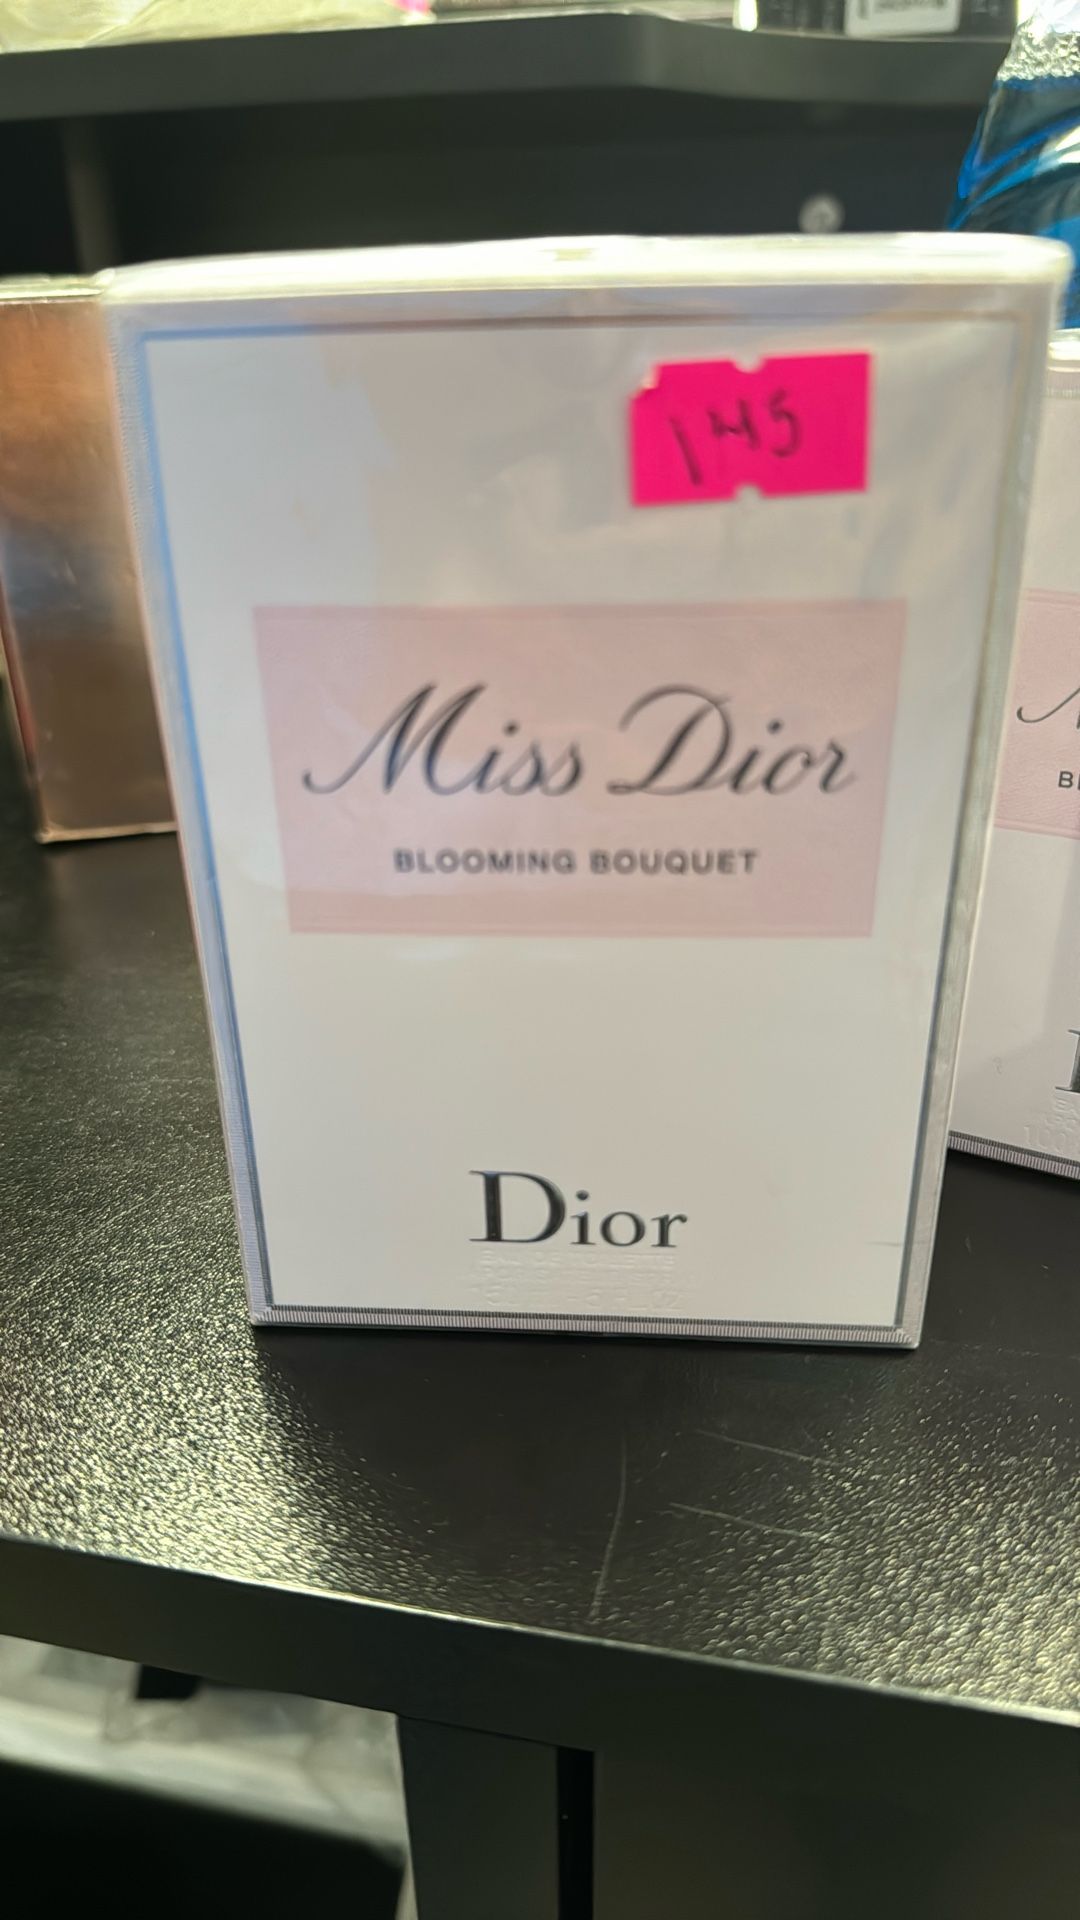 145
Miss Dior
BLOOMING BOUQUET
Dior